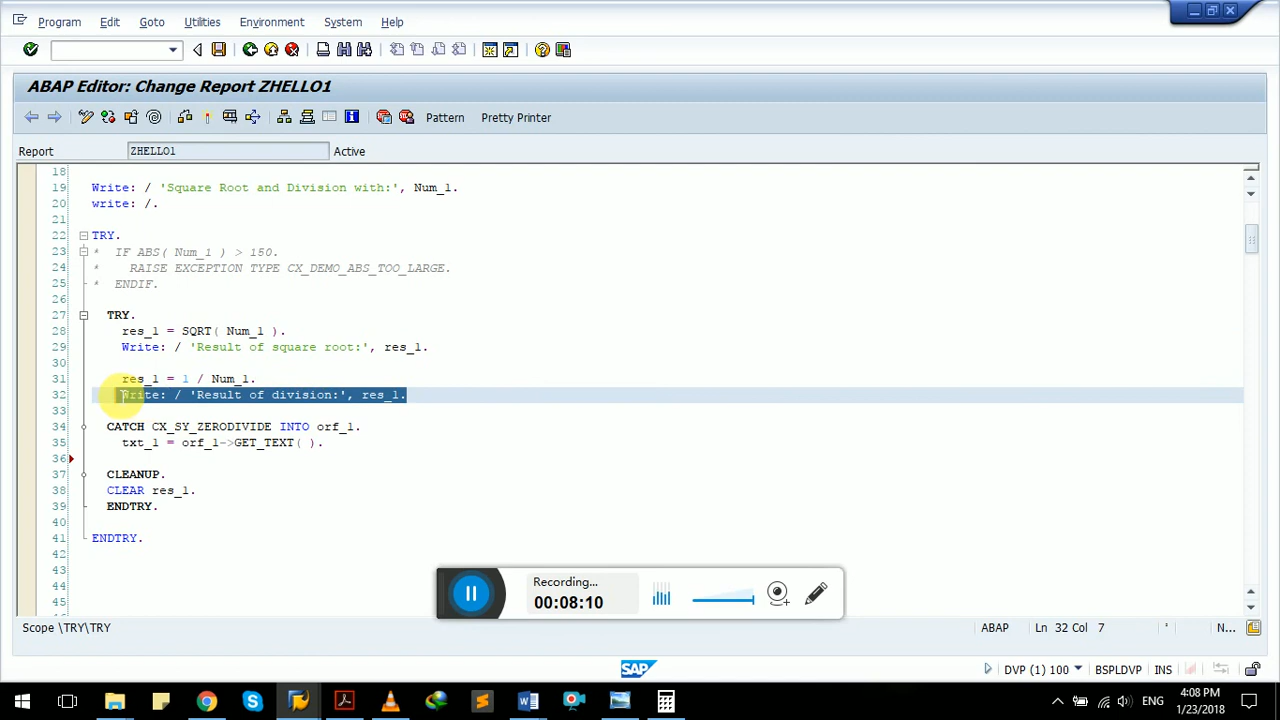 Program Edit Goto Utilities Environment System Help
ABAP Editor: Change Report ZHELLO1
Pattern Pretty Printer
Report ZHELLO1 Active
18
19 Write: / 'Square Root and Division with:', Num_1.
20 write: /.
21
22 TRY.
23 * IF ABS( Num_1 ) > 150.
24 * RAISE EXCEPTION TYPE CX_DEMO_ABS_TOO_LARGE.
25 * ENDIF.
26
27 TRY.
28 res_1 = SQRT( Num_1 ).
29 Write: / 'Result of square root:', res_1.
30
31 res_1 = 1 / Num_1.
32 Write: / 'Result of division:', res_1.
33
34 CATCH CX_SY_ZERODIVIDE INTO orf_1.
35 txt_1 = orf_1->GET_TEXT( ).
36
37 CLEANUP.
38 CLEAR res_1.
39 ENDTRY.
40
41 ENDTRY.
42
43
44
45
Recording...
00:08:10
Scope \TRY\TRY ABAP Ln 32 Col 7 N...
SAP DVP (1) 100 BSPLDVP INS
ENG 4:08 PM
1/23/2018